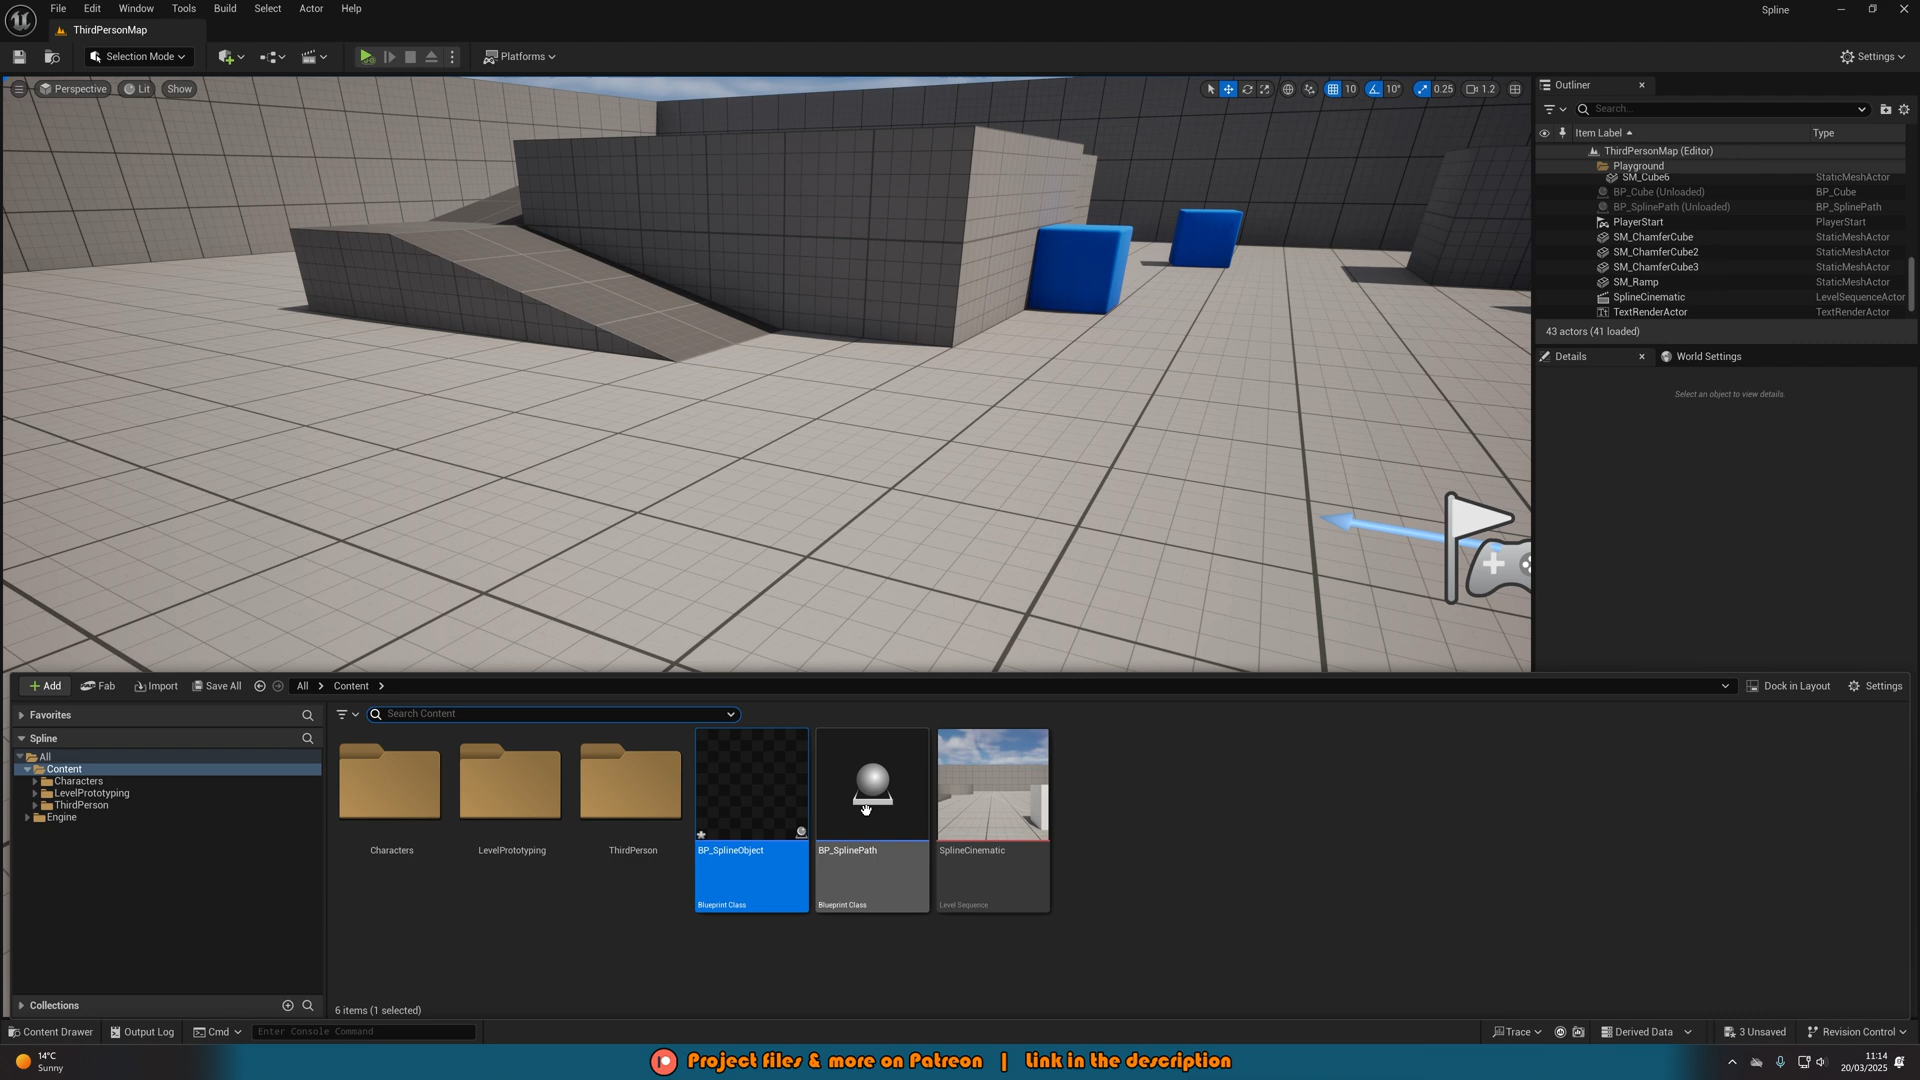 File Edit Window Tools Build Select Actor Help
Spline
ThirdPersonMap
Selection Mode
Platforms
Settings
Perspective
Lit
Show
10
10°
0.25
1.2
Outliner
Search...
Item Label
Type
ThirdPersonMap (Editor)
Playground
SM_Cube6 StaticMeshActor
BP_Cube (Unloaded) BP_Cube
BP_SplinePath (Unloaded) BP_SplinePath
PlayerStart PlayerStart
SM_ChamferCube StaticMeshActor
SM_ChamferCube2 StaticMeshActor
SM_ChamferCube3 StaticMeshActor
SM_Ramp StaticMeshActor
SplineCinematic LevelSequenceActor
TextRenderActor TextRenderActor
43 actors (41 loaded)
Details
World Settings
Select an object to view details.
Add
Fab
Import
Save All
All
Content
Dock in Layout
Settings
Favorites
Search Content
Spline
All
Content
Characters
LevelPrototyping
ThirdPerson
Engine
Characters
LevelPrototyping
ThirdPerson
BP_SplineObject
Blueprint Class
BP_SplinePath
Blueprint Class
SplineCinematic
Level Sequence
Collections
6 items (1 selected)
Content Drawer
Output Log
Cmd
Enter Console Command
Trace
Derived Data
3 Unsaved
Revision Control
14°C
Sunny
Project files & more on Patreon | Link in the description
11:14
20/03/2025